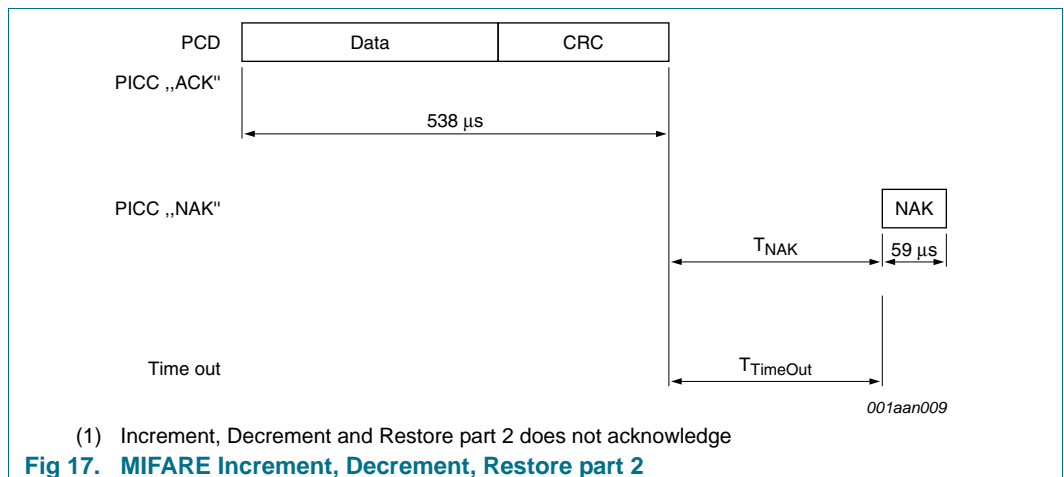 PCD Data CRC
PICC ,,ACK"
538 μs
PICC ,,NAK" NAK
TNAK 59 μs
Time out TTimeOut
001aan009
(1) Increment, Decrement and Restore part 2 does not acknowledge
Fig 17. MIFARE Increment, Decrement, Restore part 2